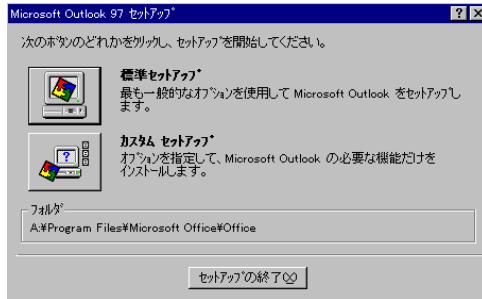 Microsoft Outlook 97 ｾｯﾄｱｯﾌﾟ
次のﾎﾞﾀﾝのどれかをｸﾘｯｸし、ｾｯﾄｱｯﾌﾟを開始してください。
標準ｾｯﾄｱｯﾌﾟ
最も一般的なｵﾌﾟｼｮﾝを使用して Microsoft Outlook をｾｯﾄｱｯﾌﾟし
ます。
ｶｽﾀﾑ ｾｯﾄｱｯﾌﾟ
ｵﾌﾟｼｮﾝを指定して、Microsoft Outlook の必要な機能だけを
ｲﾝｽﾄｰﾙします。
ﾌｫﾙﾀﾞ
A:¥Program Files¥Microsoft Office¥Office
ｾｯﾄｱｯﾌﾟの終了(X)